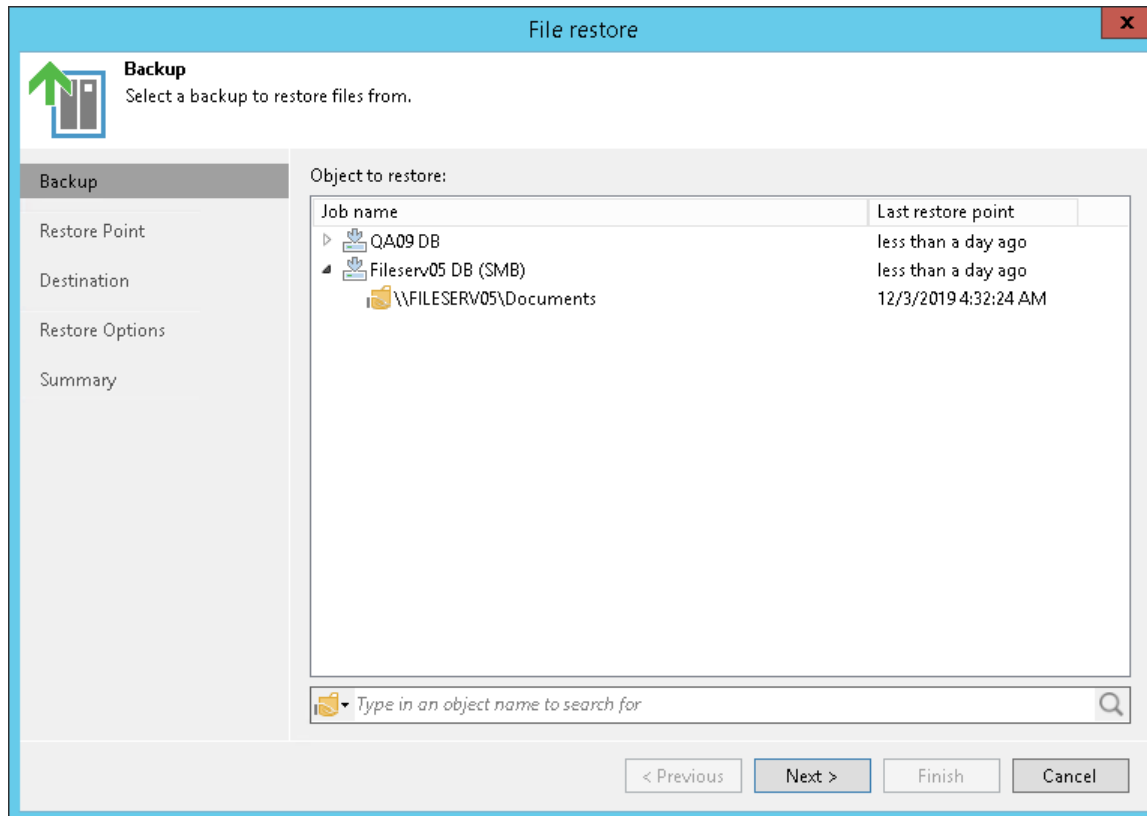 File restore
x
Backup
Select a backup to restore files from.
Backup
Restore Point
Destination
Restore Options
Summary
Object to restore:
Job name Last restore point
QA09 DB less than a day ago
Fileserv05 DB (SMB) less than a day ago
\\FILESERV05\Documents 12/3/2019 4:32:24 AM
Type in an object name to search for
< Previous Next > Finish Cancel